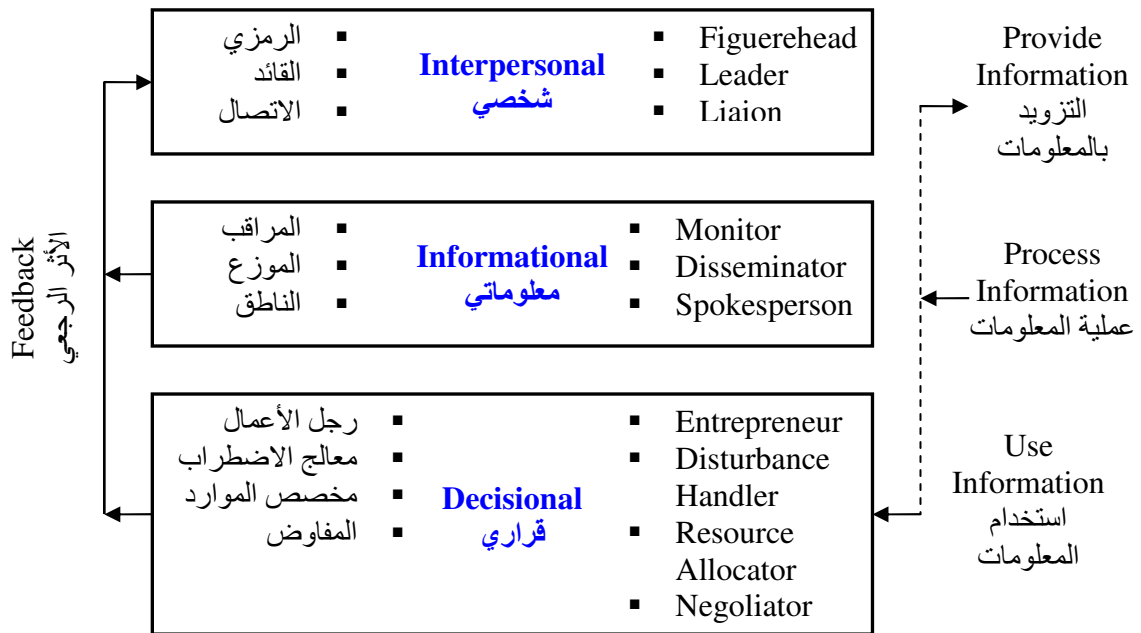 الرمزي
القائد
الاتصال
Interpersonal
شخصي
Figuerehead
Leader
Liaion
Provide
Information
التزويد
بالمعلومات
Feedback
الأثر الرجعي
المراقب
الموزع
الناطق
Informational
معلوماتي
Monitor
Disseminator
Spokesperson
Process
Information
عملية المعلومات
رجل الأعمال
معالج الاضطراب
مخصص الموارد
المفاوض
Decisional
قراري
Entrepreneur
Disturbance
Handler
Resource
Allocator
Negoliator
Use
Information
استخدام
المعلومات